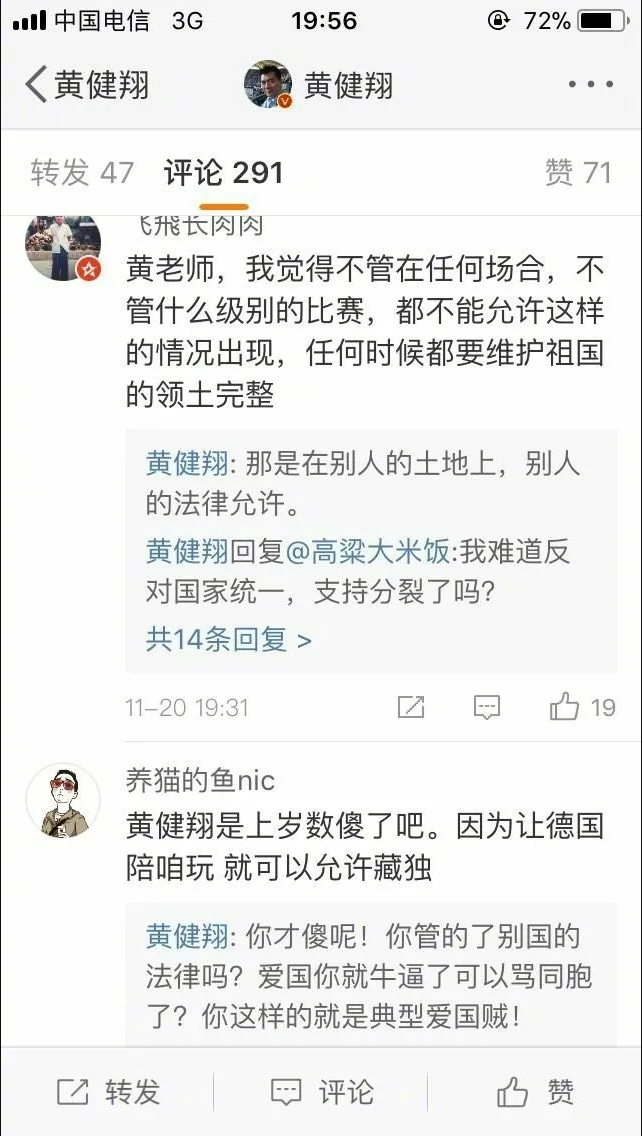 中国电信 3G 19:56 72%
黄健翔 黄健翔
转发 47 评论 291 赞 71
飞飛长肉肉
黄老师，我觉得不管在任何场合，不
管什么级别的比赛，都不能允许这样
的情况出现，任何时候都要维护祖国
的领土完整
黄健翔: 那是在别人的土地上，别人
的法律允许。
黄健翔回复@高粱大米饭:我难道反
对国家统一，支持分裂了吗？
共14条回复 >
11-20 19:31 19
养猫的鱼nic
黄健翔是上岁数傻了吧。因为让德国
陪咱玩 就可以允许藏独
黄健翔: 你才傻呢！你管的了别国的
法律吗？爱国你就牛逼了可以骂同胞
了？你这样的就是典型爱国贼！
转发 评论 赞